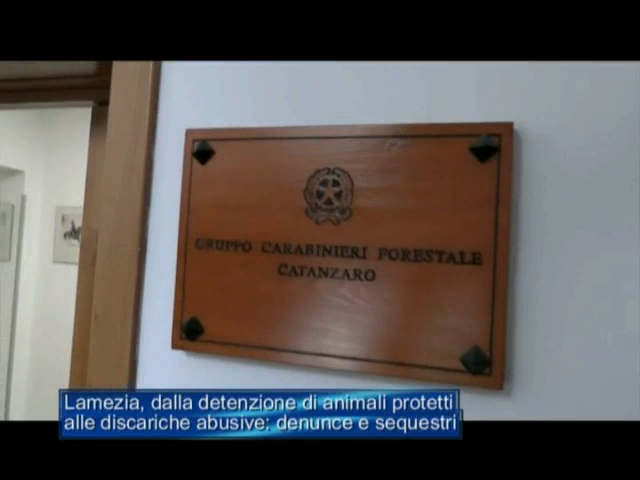 GRUPPO CARABINIERI FORESTALE
CATANZARO
Lamezia, dalla detenzione di animali protetti
alle discariche abusive: denunce e sequestri